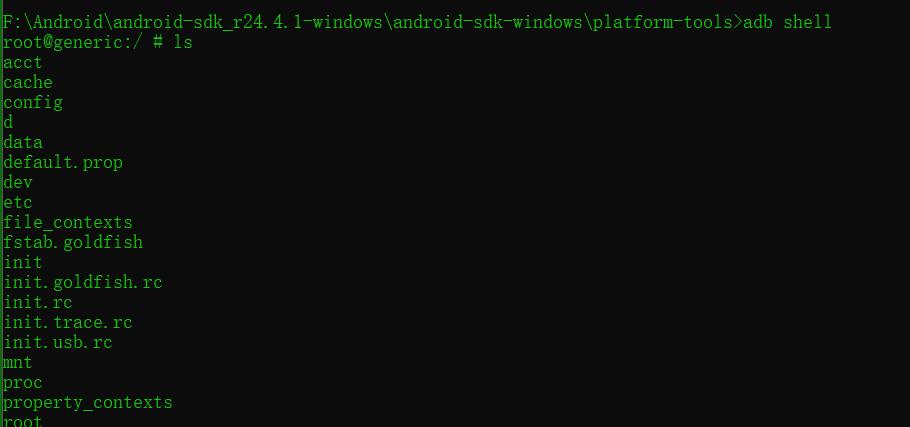 F:\Android\android-sdk_r24.4.1-windows\android-sdk-windows\platform-tools>adb shell
root@generic:/ # ls
acct
cache
config
d
data
default.prop
dev
etc
file_contexts
fstab.goldfish
init
init.goldfish.rc
init.rc
init.trace.rc
init.usb.rc
mnt
proc
property_contexts
root